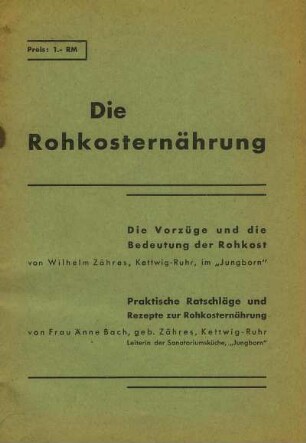 Preis: 1.- RM
Die
Rohkosternährung
Die Vorzüge und die
Bedeutung der Rohkost
von Wilhelm Zähres, Kettwig-Ruhr, im „Jungborn“
Praktische Ratschläge und
Rezepte zur Rohkosternährung
von Frau Änne Bach, geb. Zähres, Kettwig-Ruhr
Leiterin der Sanatoriumsküche, „Jungborn“